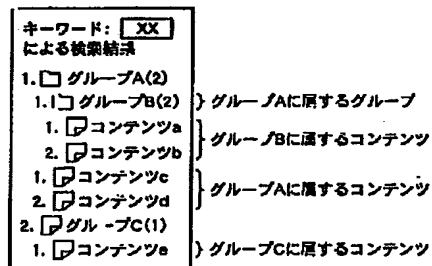 キーワード: XX
による検索結果
1. グループA(2)
1. グループB(2) } グループAに属するグループ
1. コンテンツa
2. コンテンツb
} グループBに属するコンテンツ
1. コンテンツc
2. コンテンツd
} グループAに属するコンテンツ
2. グループC(1)
1. コンテンツe } グループCに属するコンテンツ